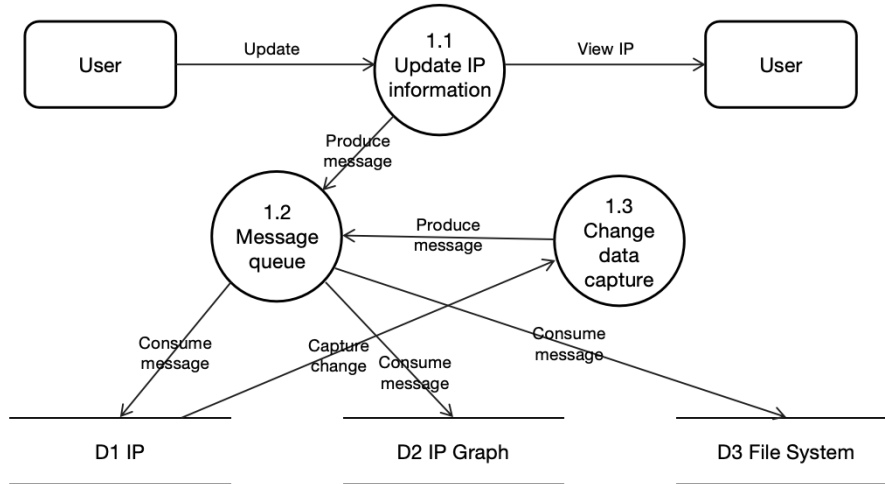 User
Update
1.1
Update IP
information
View IP
User
Produce
message
1.2
Message
queue
Produce
message
1.3
Change
data
capture
Consume
message
Capture
change
Consume
message
Consume
message
D1 IP
D2 IP Graph
D3 File System